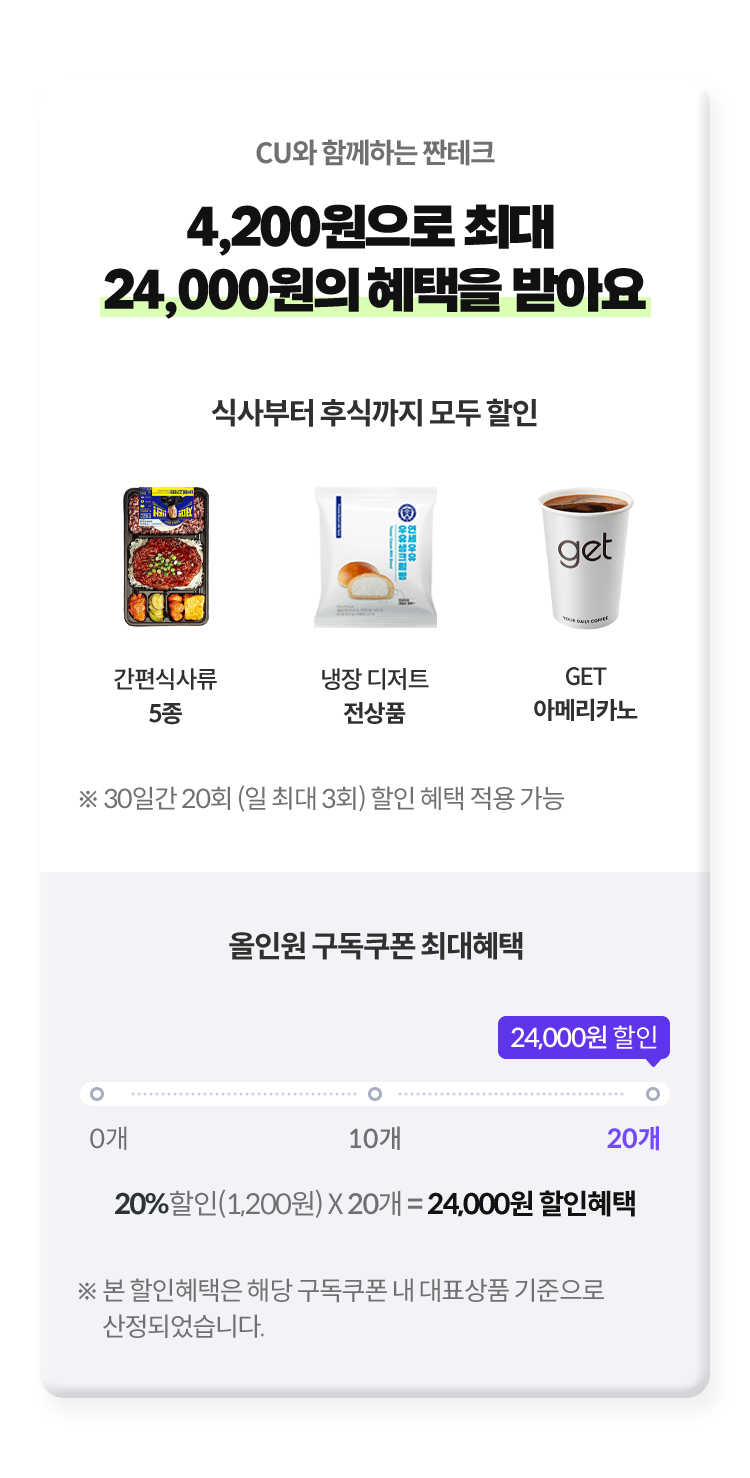 CU와 함께하는 짠테크
4,200원으로 최대
24,000원의 혜택을 받아요
식사부터 후식까지 모두 할인
연세우유
우유생크림빵
get
YOUR DAILY COFFEE
간편식사류
5종
냉장 디저트
전상품
GET
아메리카노
※ 30일간 20회 (일 최대 3회) 할인 혜택 적용 가능
올인원 구독쿠폰 최대혜택
24,000원 할인
0개
10개
20개
20%할인(1,200원) X 20개 = 24,000원 할인혜택
※ 본 할인혜택은 해당 구독쿠폰 내 대표상품 기준으로
산정되었습니다.